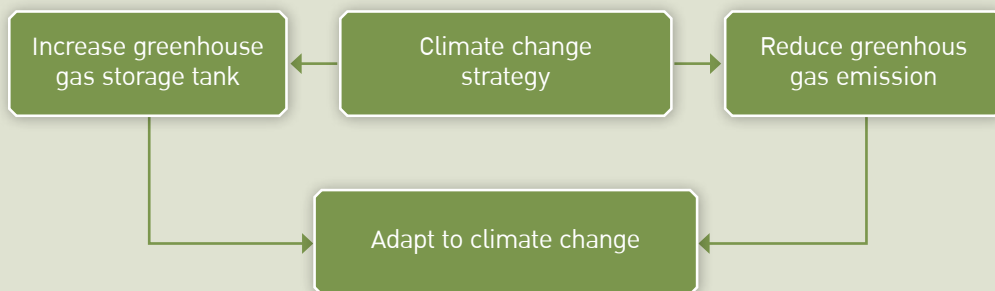 Increase greenhouse
gas storage tank
Climate change
strategy
Reduce greenhous
gas emission
Adapt to climate change